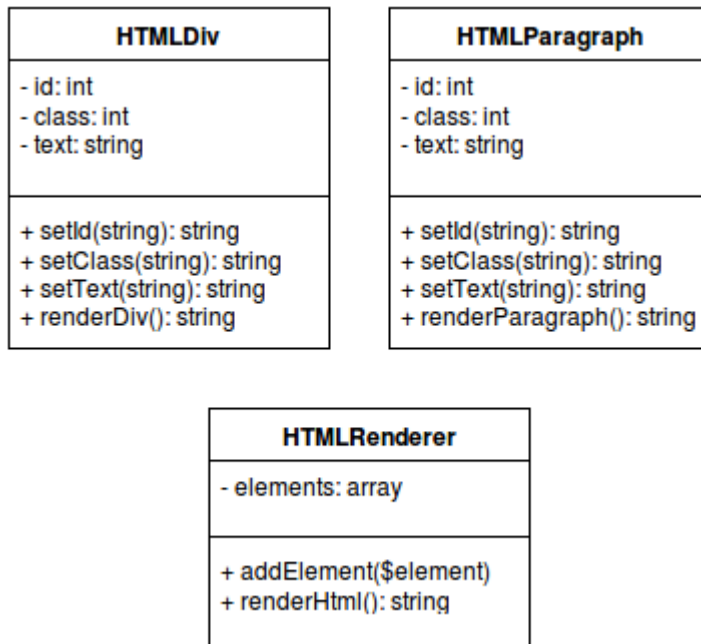 HTMLDiv
- id: int
- class: int
- text: string
+ setId(string): string
+ setClass(string): string
+ setText(string): string
+ renderDiv(): string
HTMLParagraph
- id: int
- class: int
- text: string
+ setId(string): string
+ setClass(string): string
+ setText(string): string
+ renderParagraph(): string
HTMLRenderer
- elements: array
+ addElement($element)
+ renderHtml(): string